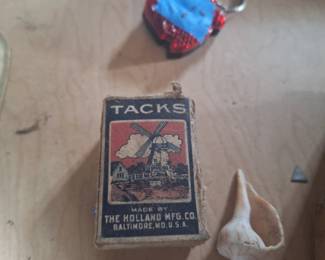 TACKS
MADE BY
THE HOLLAND MFG. CO.
BALTIMORE, MD. U.S.A.